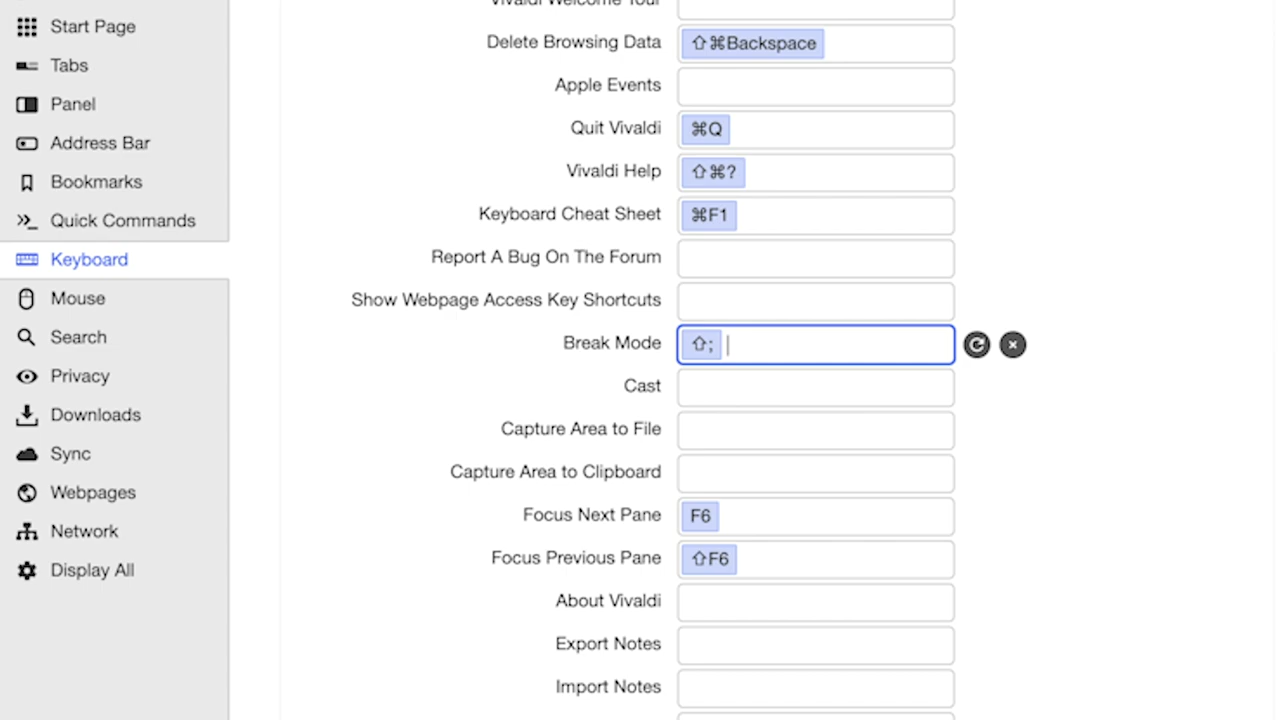 Start Page
Tabs
Panel
Address Bar
Bookmarks
Quick Commands
Keyboard
Mouse
Search
Privacy
Downloads
Sync
Webpages
Network
Display All
Vivaldi Welcome Tour
Delete Browsing Data ⇧⌘Backspace
Apple Events
Quit Vivaldi ⌘Q
Vivaldi Help ⇧⌘?
Keyboard Cheat Sheet ⌘F1
Report A Bug On The Forum
Show Webpage Access Key Shortcuts
Break Mode ⇧;
Cast
Capture Area to File
Capture Area to Clipboard
Focus Next Pane F6
Focus Previous Pane ⇧F6
About Vivaldi
Export Notes
Import Notes